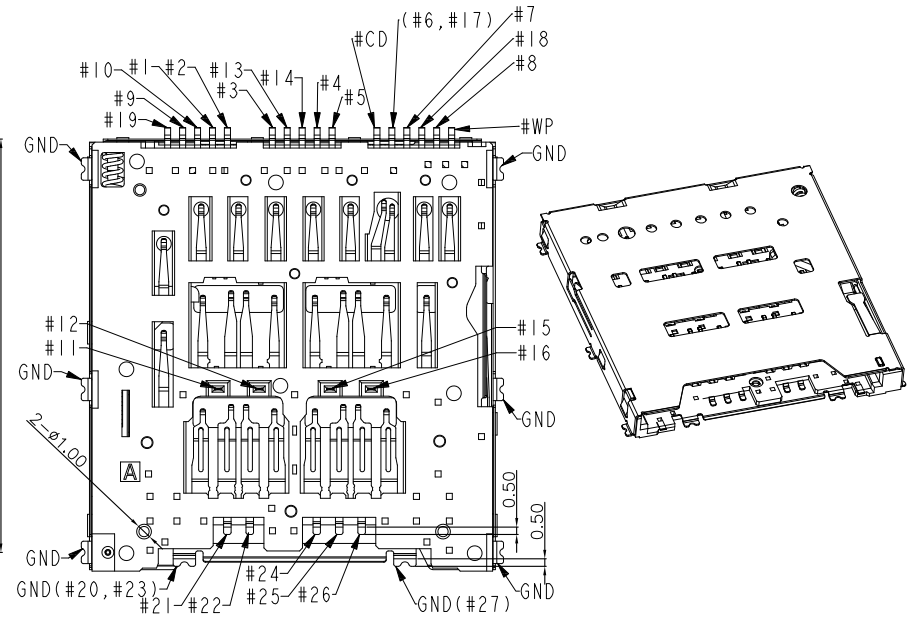 (#6,#17)
#7
#CD
#18
#8
#10
#1
#2
#13
#14
#4
#3
#5
#9
#19
#WP
GND
GND
#12
#11
#15
#16
GND
GND
2-ø1.00
A
0.50
0.50
GND
GND
GND(#20,#23)
#21
#22
#24
#25
#26
GND(#27)